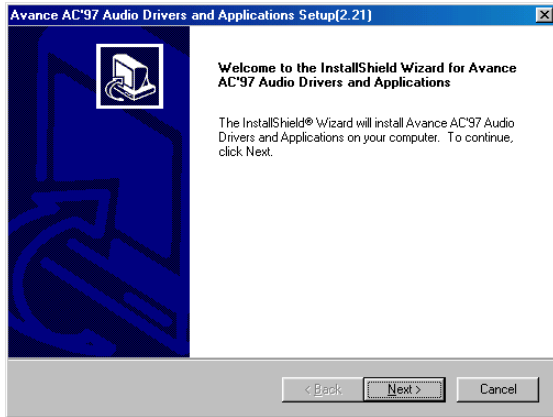 Avance AC'97 Audio Drivers and Applications Setup(2.21)
Welcome to the InstallShield Wizard for Avance
AC'97 Audio Drivers and Applications
The InstallShield® Wizard will install Avance AC'97 Audio
Drivers and Applications on your computer.  To continue,
click Next.
< Back
Next >
Cancel